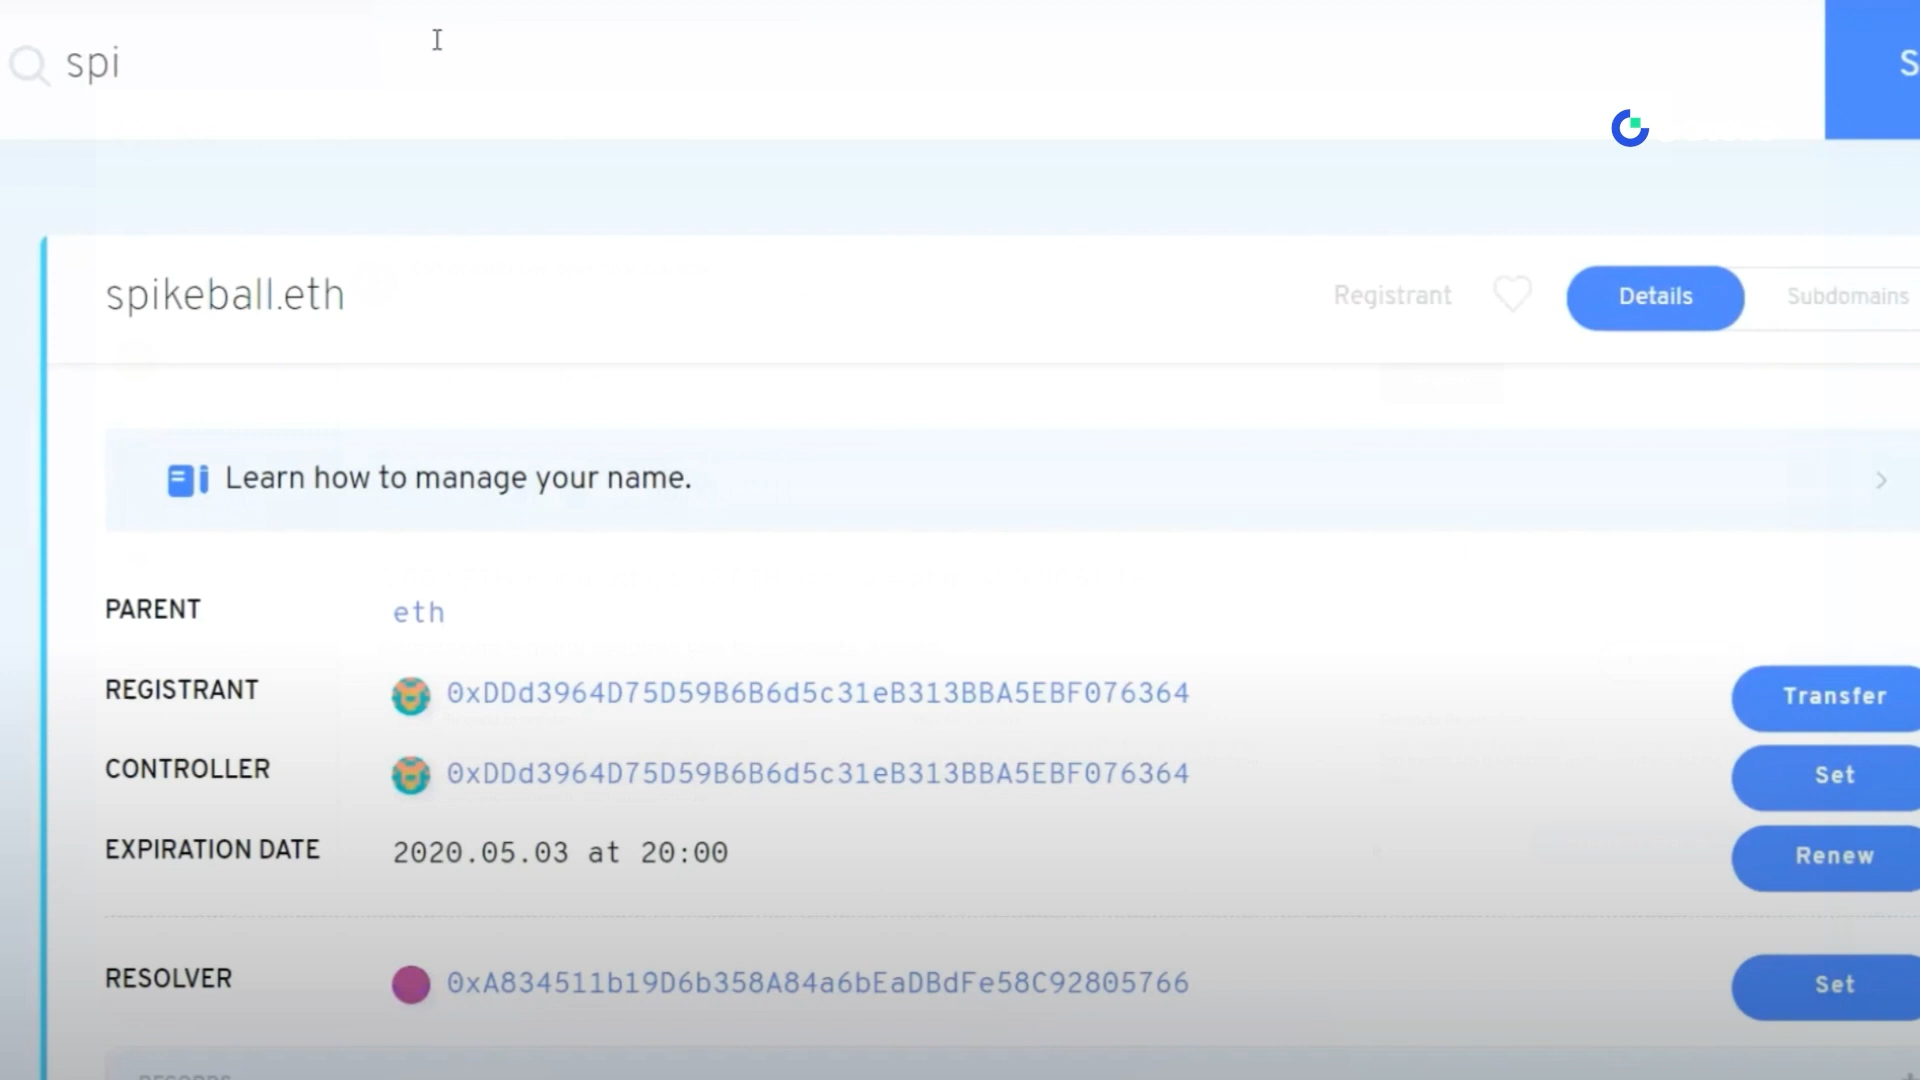 spi
S
spikeball.eth
Registrant
Details
Subdomains
Learn how to manage your name.
PARENT
eth
REGISTRANT
0xDDd3964D75D59B6B6d5c31eB313BBA5EBF076364
Transfer
CONTROLLER
0xDDd3964D75D59B6B6d5c31eB313BBA5EBF076364
Set
EXPIRATION DATE
2020.05.03 at 20:00
Renew
RESOLVER
0xA834511b19D6b358A84a6bEaDBdFe58C92805766
Set
RECORDS